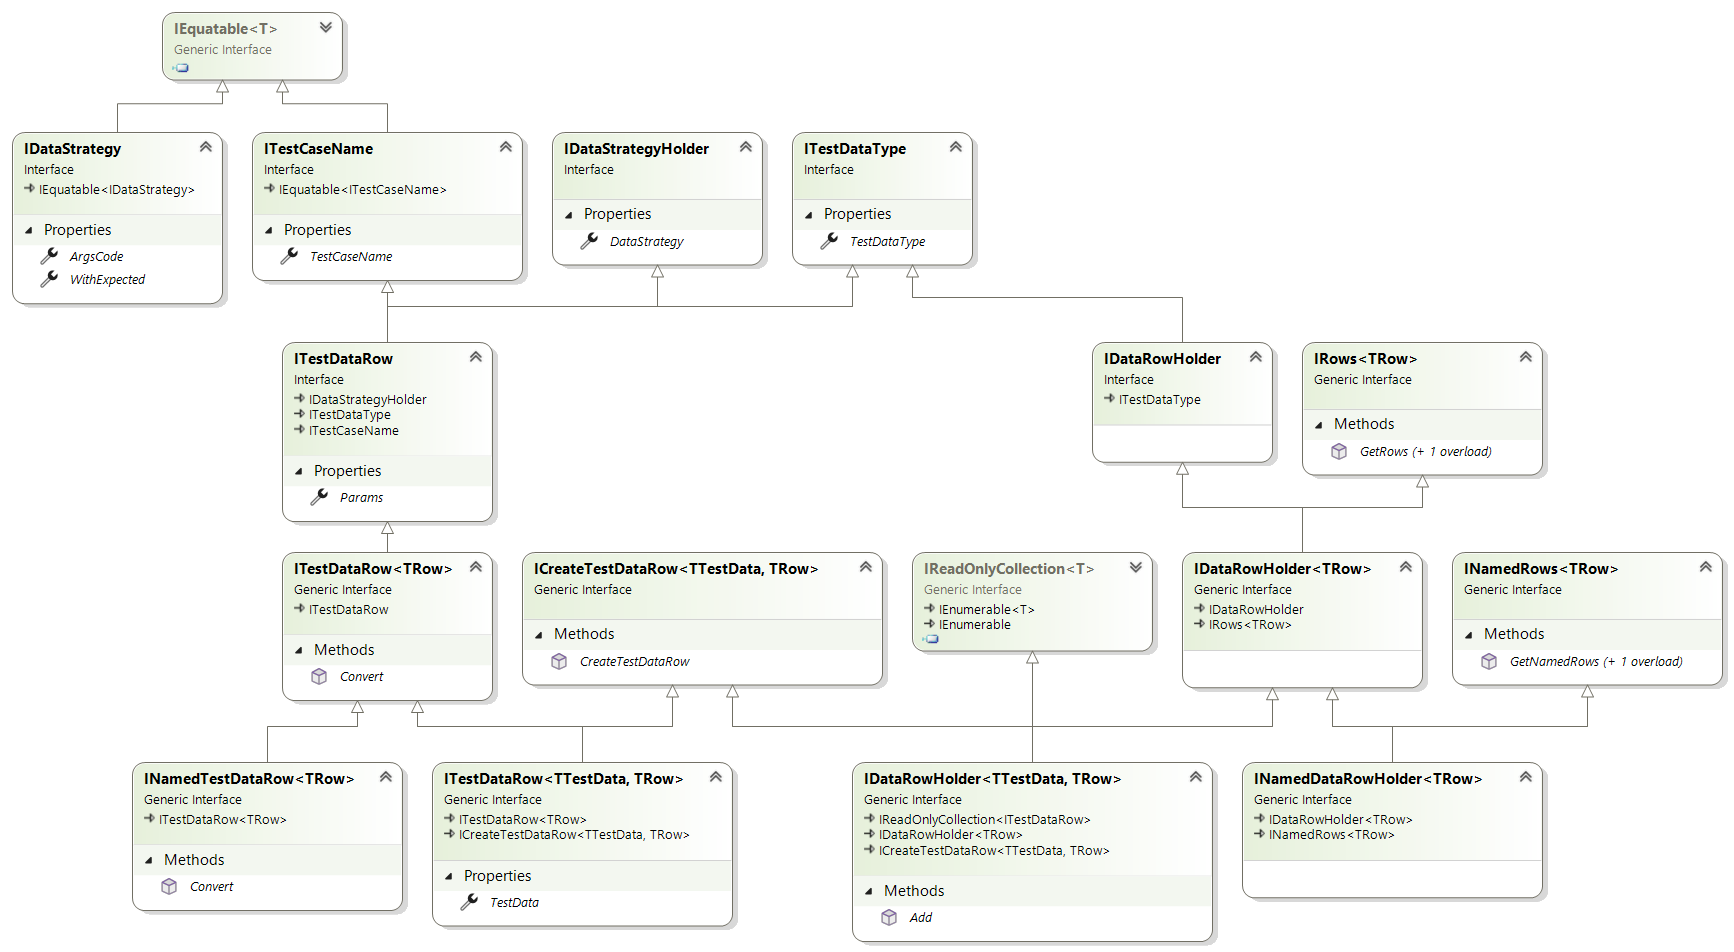 IEquatable<T>
Generic Interface
IDataStrategy
Interface
IEquatable<IDataStrategy>
Properties
ArgsCode
WithExpected
ITestCaseName
Interface
IEquatable<ITestCaseName>
Properties
TestCaseName
IDataStrategyHolder
Interface
Properties
DataStrategy
ITestDataType
Interface
Properties
TestDataType
ITestDataRow
Interface
IDataStrategyHolder
ITestDataType
ITestCaseName
Properties
Params
IDataRowHolder
Interface
ITestDataType
IRows<TRow>
Generic Interface
Methods
GetRows (+ 1 overload)
ITestDataRow<TRow>
Generic Interface
ITestDataRow
Methods
Convert
ICreateTestDataRow<TTestData, TRow>
Generic Interface
Methods
CreateTestDataRow
IReadOnlyCollection<T>
Generic Interface
IEnumerable<T>
IEnumerable
IDataRowHolder<TRow>
Generic Interface
IDataRowHolder
IRows<TRow>
INamedRows<TRow>
Generic Interface
Methods
GetNamedRows (+ 1 overload)
INamedTestDataRow<TRow>
Generic Interface
ITestDataRow<TRow>
Methods
Convert
ITestDataRow<TTestData, TRow>
Generic Interface
ITestDataRow<TRow>
ICreateTestDataRow<TTestData, TRow>
Properties
TestData
IDataRowHolder<TTestData, TRow>
Generic Interface
IReadOnlyCollection<ITestDataRow>
IDataRowHolder<TRow>
ICreateTestDataRow<TTestData, TRow>
Methods
Add
INamedDataRowHolder<TRow>
Generic Interface
IDataRowHolder<TRow>
INamedRows<TRow>